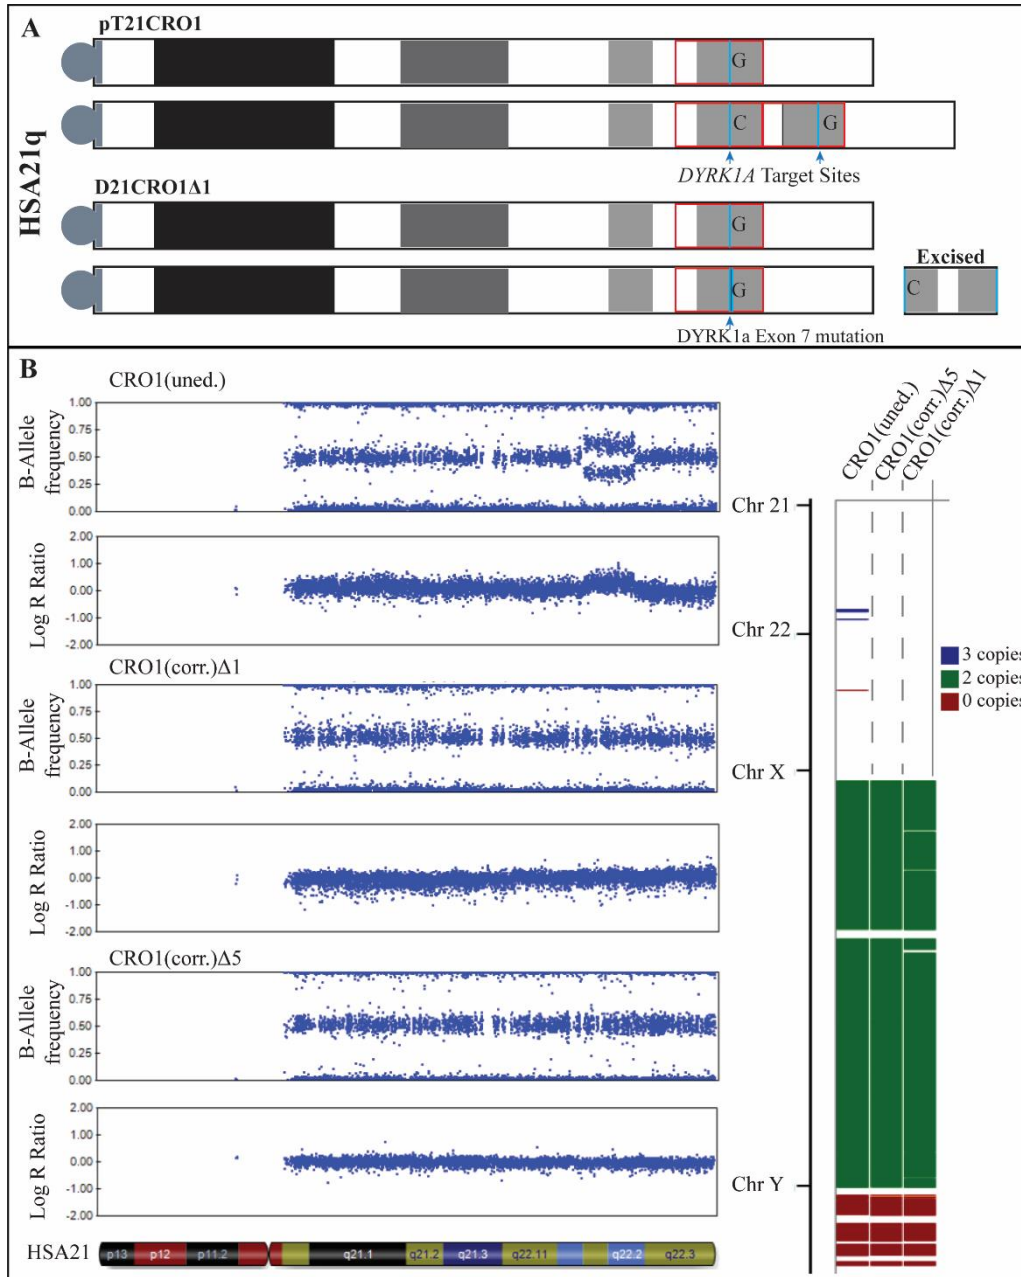 A
pT21CRO1
G
C
G
DYRK1A Target Sites
HSA21q
D21CRO1Δ1
G
G
Excised
C
DYRK1a Exon 7 mutation
B
CRO1(uned.)
B-Allele
frequency
1.00
0.75
0.50
0.25
0.00
Log R Ratio
2.00
1.00
0.00
-1.00
-2.00
CRO1(corr.)Δ1
B-Allele
frequency
1.00
0.75
0.50
0.25
0.00
Log R Ratio
2.00
1.00
0.00
-1.00
-2.00
CRO1(corr.)Δ5
B-Allele
frequency
1.00
0.75
0.50
0.25
0.00
Log R Ratio
2.00
1.00
0.00
-1.00
-2.00
HSA21
p13 p12 p11.2 q21.1 q21.2 q21.3 q22.11 q22.2 q22.3
CRO1(uned.)
CRO1(corr.)Δ5
CRO1(corr.)Δ1
Chr 21
Chr 22
Chr X
Chr Y
3 copies
2 copies
0 copies